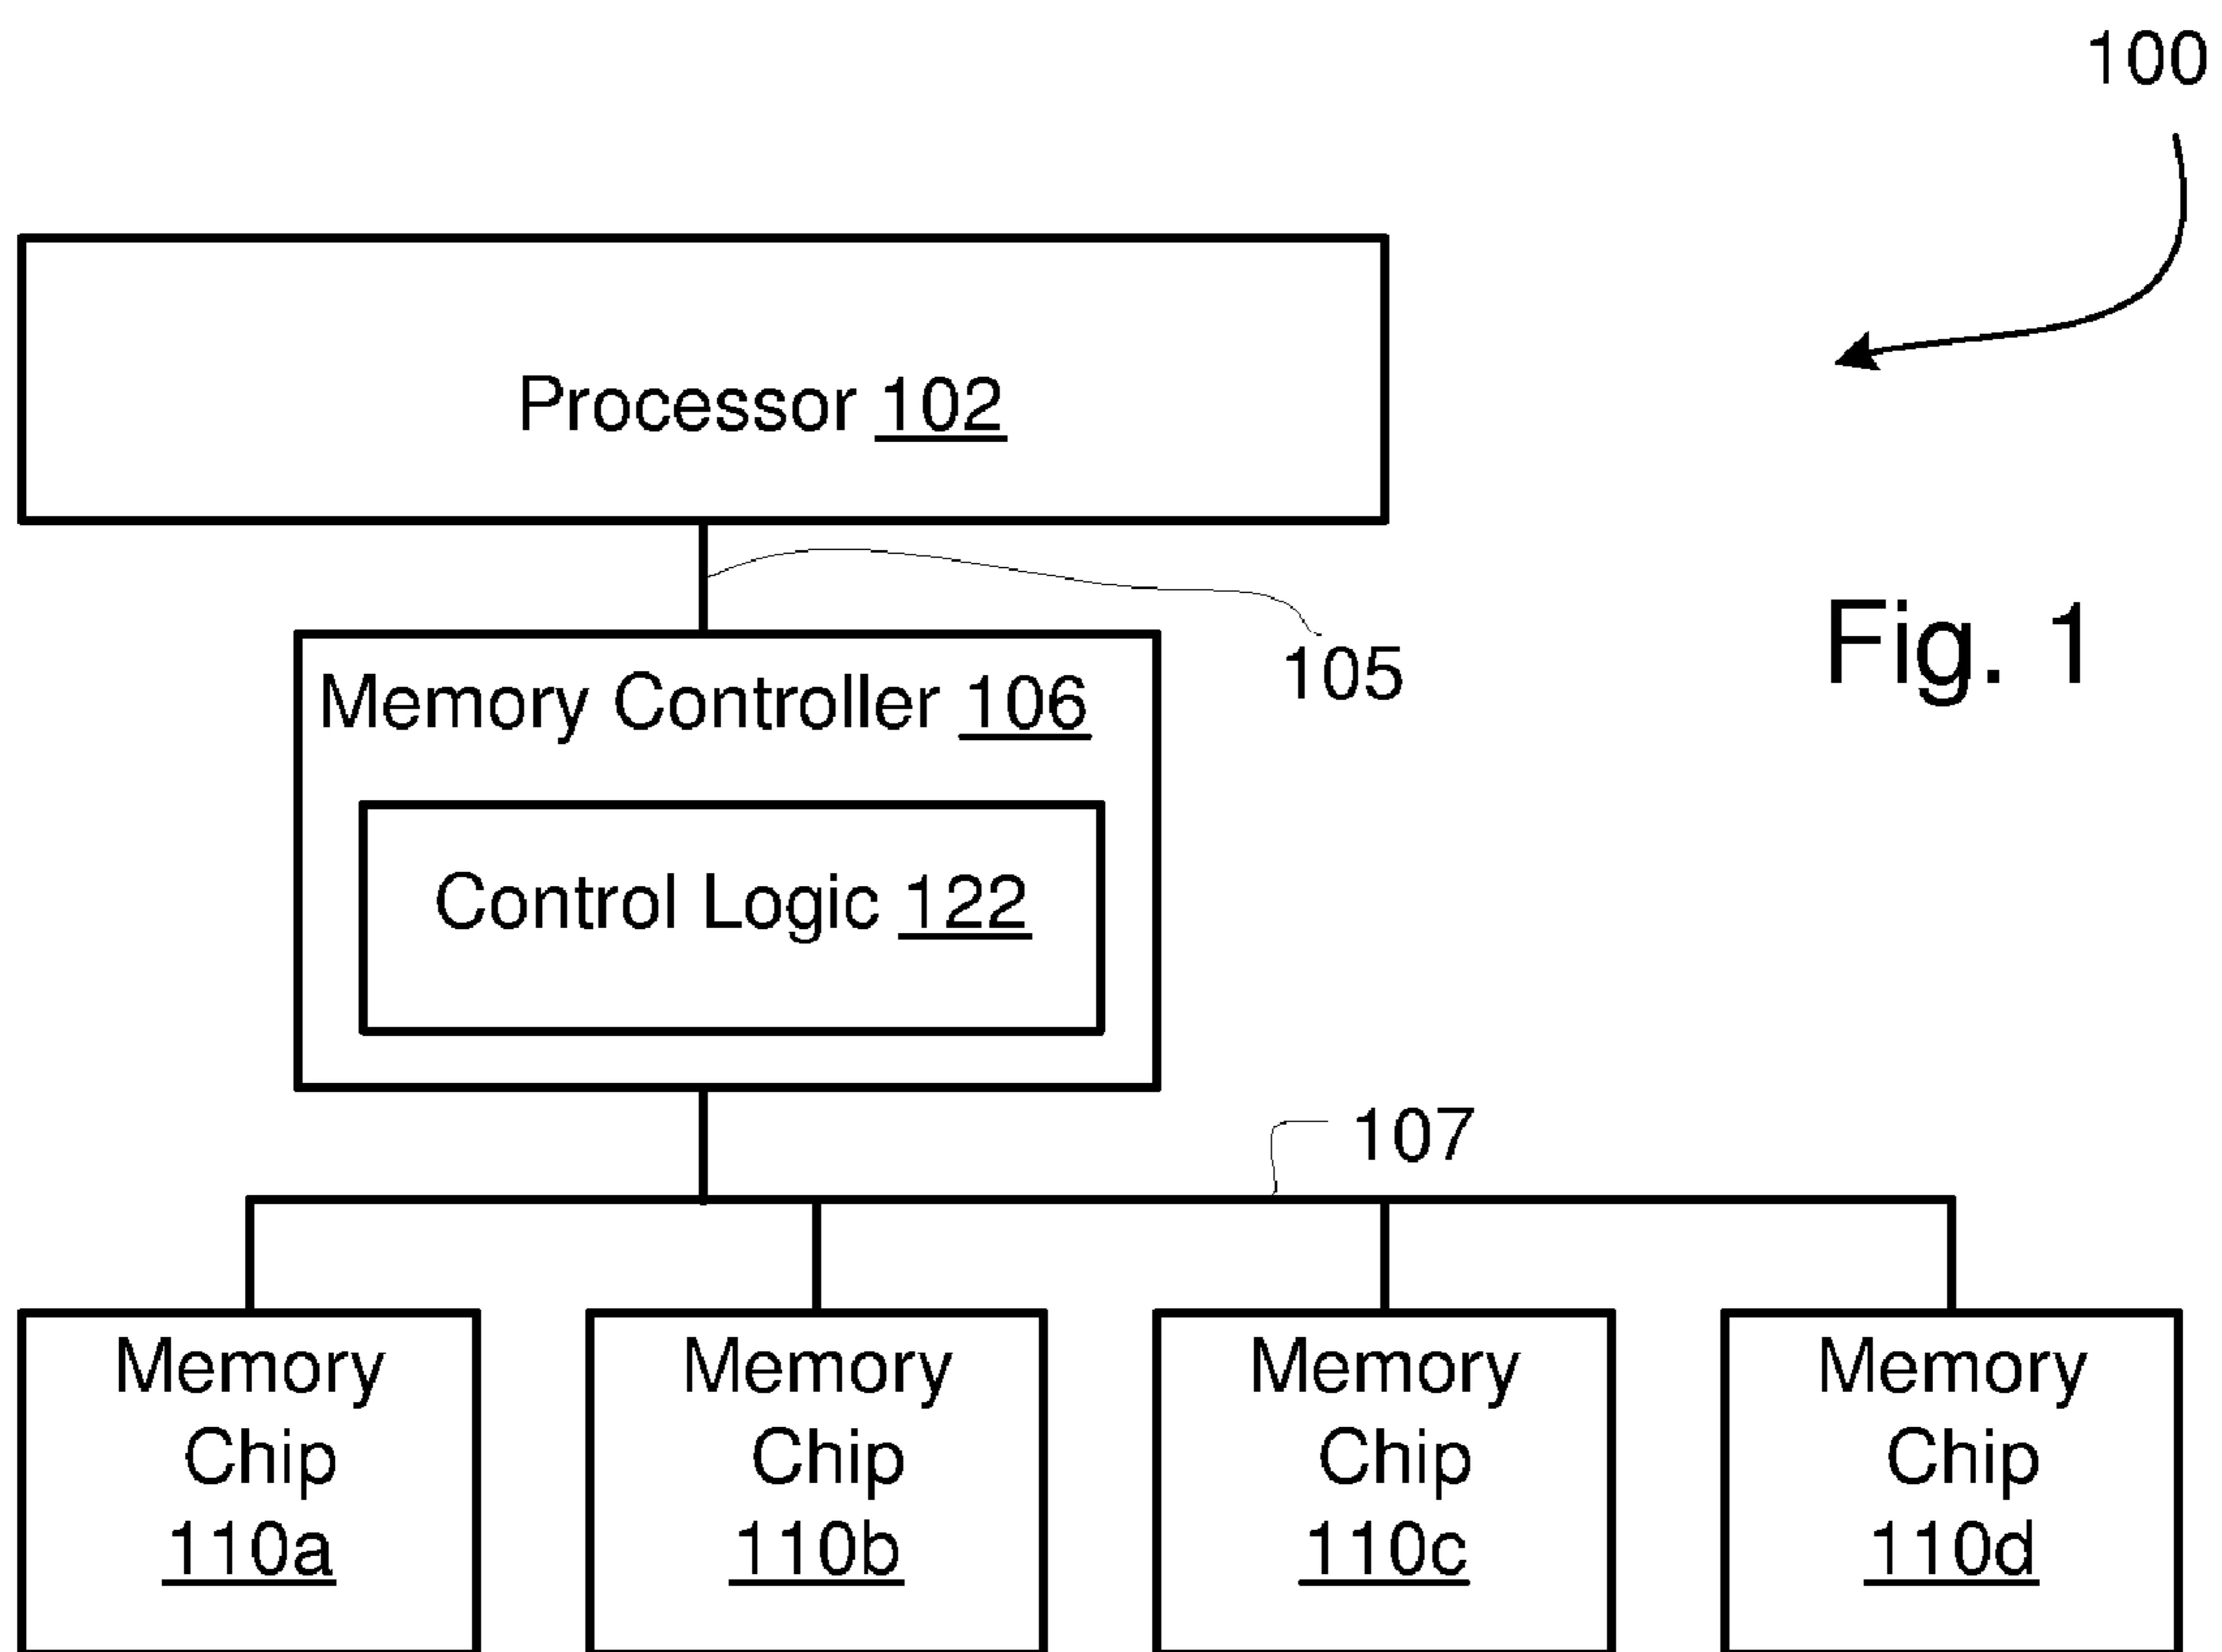 100
Processor 102
105
Fig. 1
Memory Controller 106
Control Logic 122
107
Memory
Chip
110a
Memory
Chip
110b
Memory
Chip
110c
Memory
Chip
110d